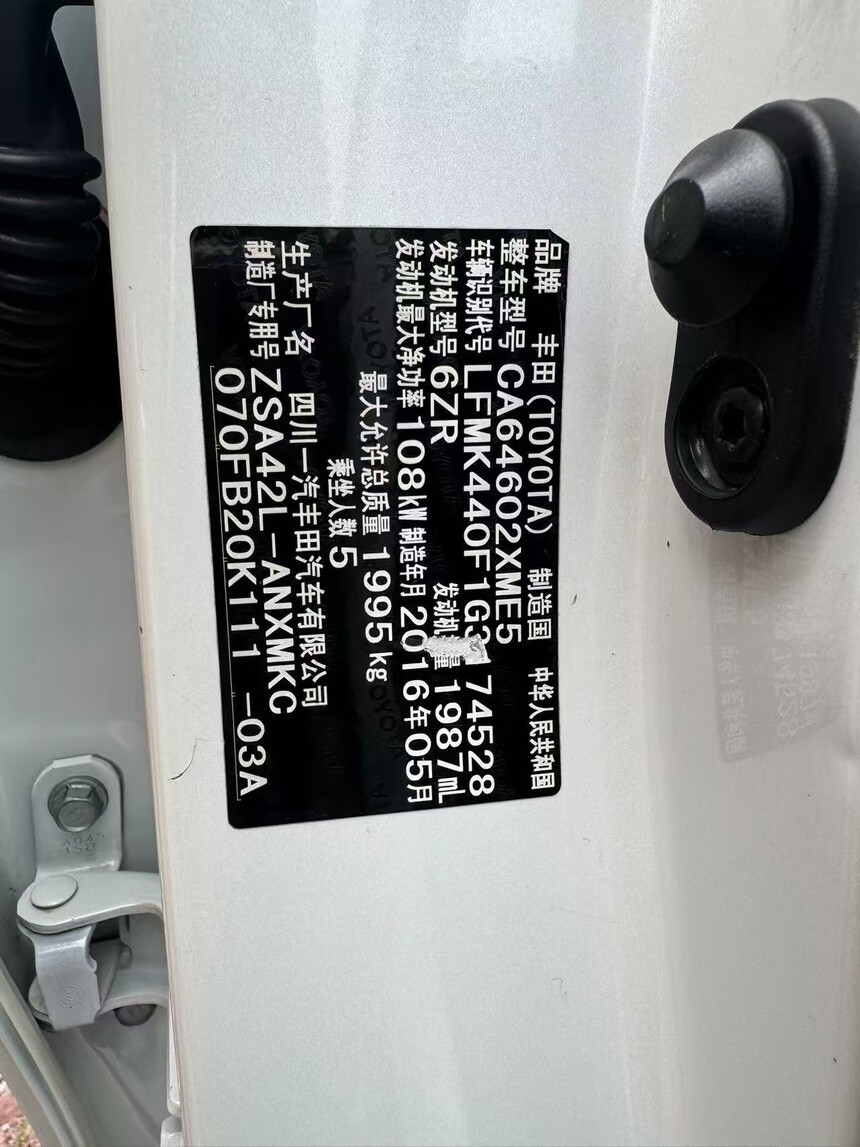 品牌 丰田(TOYOTA) 制造国 中华人民共和国
整车型号 CA64602XME5
车辆识别代号 LFMK440F1G3 74528
发动机型号 6ZR 发动机 量 1987mL
发动机最大净功率 108kW 制造年月 2016年05月
最大允许总质量 1995kg
乘坐人数 5
生产厂名 四川一汽丰田汽车有限公司
制造厂专用号 ZSA42L-ANXMKC
070FB20K111 -03A